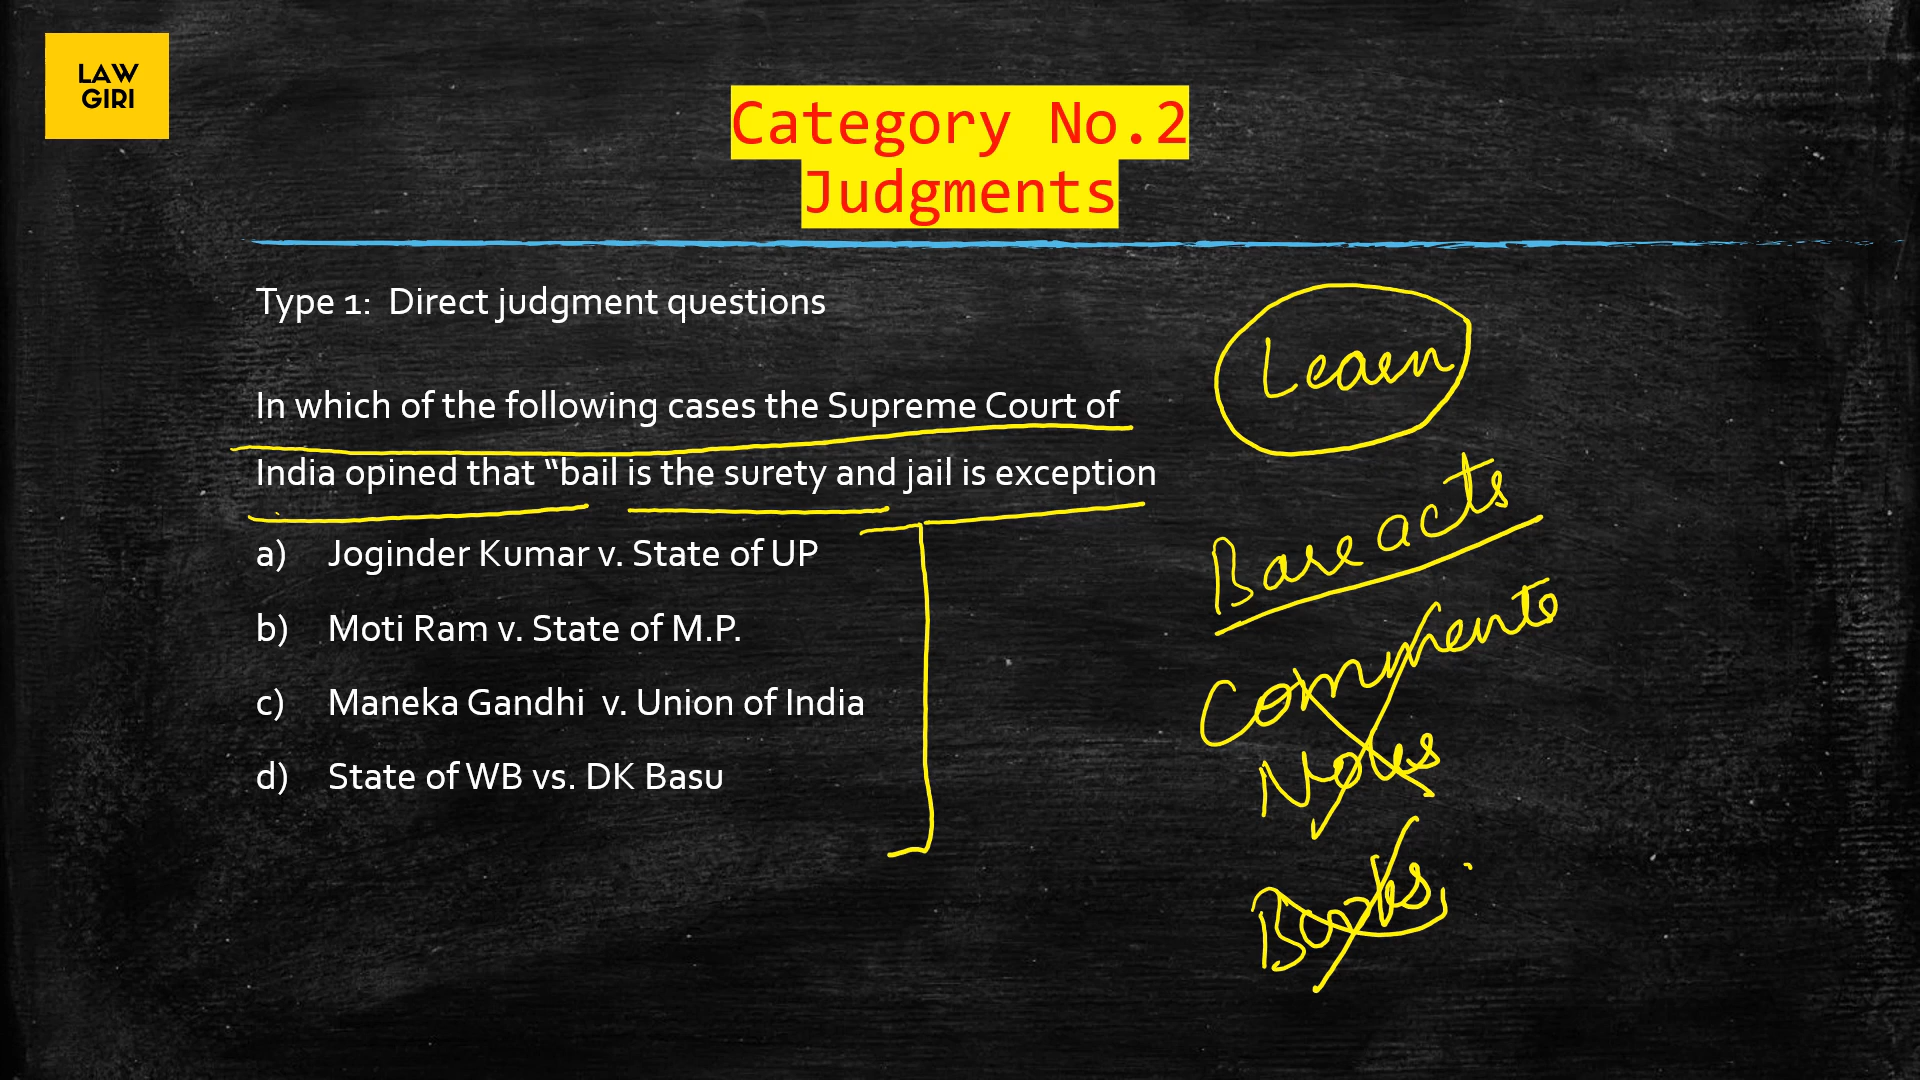 LAW
GIRI
Category No.2
Judgments
Type 1: Direct judgment questions
In which of the following cases the Supreme Court of
India opined that “bail is the surety and jail is exception
a) Joginder Kumar v. State of UP
b) Moti Ram v. State of M.P.
c) Maneka Gandhi v. Union of India
d) State of WB vs. DK Basu
Learn
Bare acts
Comments
Notes
Books